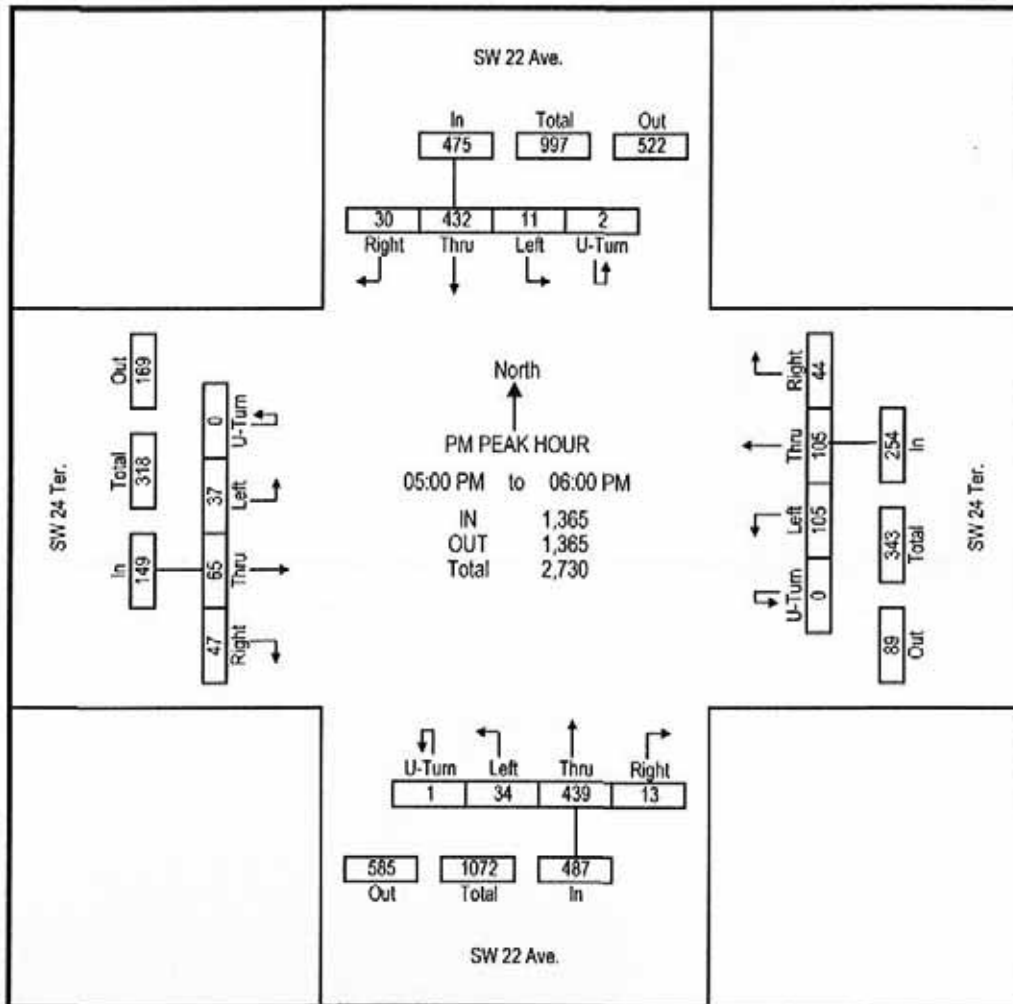 SW 22 Ave.
In Total Out
475 997 522
30 432 11 2
Right Thru Left U-Turn
SW 24 Ter.
Out 169
Total 318
In 149
0 U-Turn
37 Left
65 Thru
47 Right
North
PM PEAK HOUR
05:00 PM to 06:00 PM
IN 1,365
OUT 1,365
Total 2,730
Right 44
Thru 105
Left 105
U-Turn 0
254 In
343 Total
89 Out
SW 24 Ter.
U-Turn Left Thru Right
1 34 439 13
585 1072 487
Out Total In
SW 22 Ave.